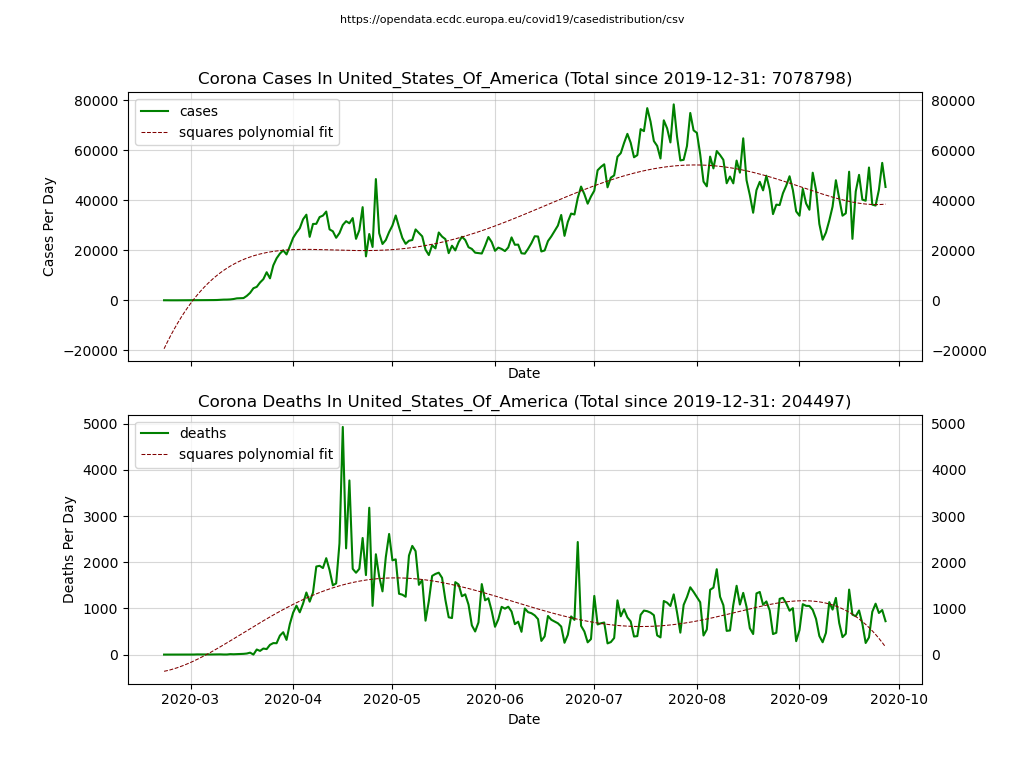 https://opendata.ecdc.europa.eu/covid19/casedistribution/csv
Corona Cases In United_States_Of_America (Total since 2019-12-31: 7078798)
80000
60000
40000
20000
0
−20000
Cases Per Day
cases
squares polynomial fit
80000
60000
40000
20000
0
−20000
Date
Corona Deaths In United_States_Of_America (Total since 2019-12-31: 204497)
5000
4000
3000
2000
1000
0
Deaths Per Day
deaths
squares polynomial fit
5000
4000
3000
2000
1000
0
2020-03 2020-04 2020-05 2020-06 2020-07 2020-08 2020-09 2020-10
Date